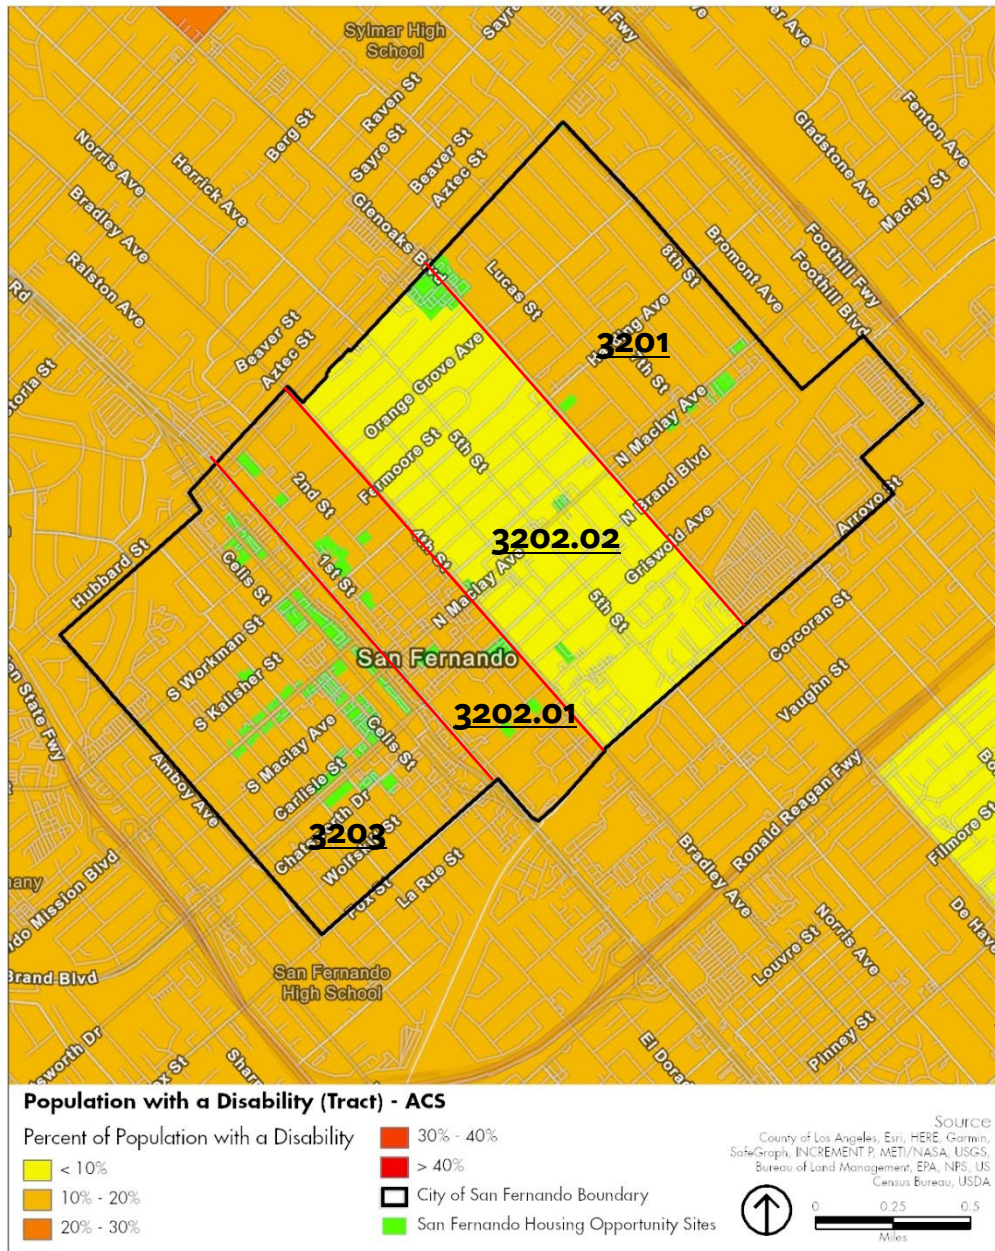 Sylmar High
School
Sayre
Fwy
Ave
Norris Ave
Herrick Ave
Berg St
Raven St
Sayre St
Beaver St
Aztec St
Gladstone Ave
Fenton Ave
Maclay St
Bradley Ave
Ralston Ave
Glenoaks
Bromont Ave
Foothill Fwy
Foothill Blvd
Rd
Beaver St
Aztec St
Lucas St
8th St
3201
Orange Grove Ave
N Maclay Ave
5th St
Fermoore St
2nd St
N Brand Blvd
Arroyo St
4th St
3202.02
Griswold Ave
Hubbard St
Celis St
1st St
N Maclay Ave
5th St
Corcoran St
S Workman St
San Fernando
S Kalisher St
Vaughn St
3202.01
S Maclay Ave
Celis St
Amboy Ave
Carlisle St
Ronald Reagan Fwy
3203
Wolfs
Fox St
La Rue St
Bradley Ave
Filmore St
Brand Blvd
San Fernando
High School
Louvre St
Norris Ave
De Have
Pinney St
El Dorad
Population with a Disability (Tract) - ACS
Percent of Population with a Disability
< 10%
10% - 20%
20% - 30%
30% - 40%
> 40%
City of San Fernando Boundary
San Fernando Housing Opportunity Sites
Source
County of Los Angeles, Esri, HERE, Garmin,
SafeGraph, INCREMENT P, METI/NASA, USGS,
Bureau of Land Management, EPA, NPS, US
Census Bureau, USDA
0 0.25 0.5
Miles